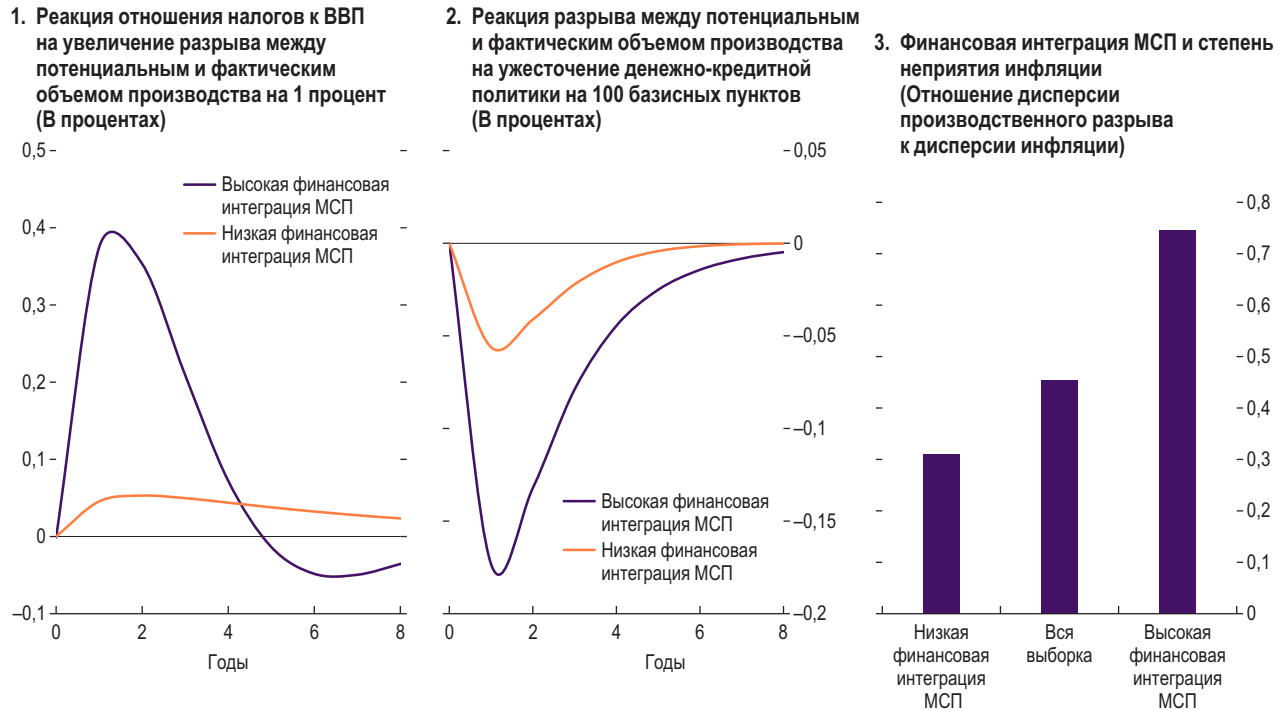 1. Реакция отношения налогов к ВВП
на увеличение разрыва между
потенциальным и фактическим
объемом производства на 1 процент
(В процентах)
0,5
0,4
0,3
0,2
0,1
0
–0,1
Высокая финансовая
интеграция МСП
Низкая финансовая
интеграция МСП
0
2
4
6
8
Годы
2. Реакция разрыва между потенциальным
и фактическим объемом производства
на ужесточение денежно-кредитной
политики на 100 базисных пунктов
(В процентах)
0,05
0
–0,05
–0,1
–0,15
–0,2
Высокая финансовая
интеграция МСП
Низкая финансовая
интеграция МСП
0
2
4
6
8
Годы
3. Финансовая интеграция МСП и степень
неприятия инфляции
(Отношение дисперсии
производственного разрыва
к дисперсии инфляции)
0,8
0,7
0,6
0,5
0,4
0,3
0,2
0,1
0
Низкая
финансовая
интеграция
МСП
Вся
выборка
Высокая
финансовая
интеграция
МСП